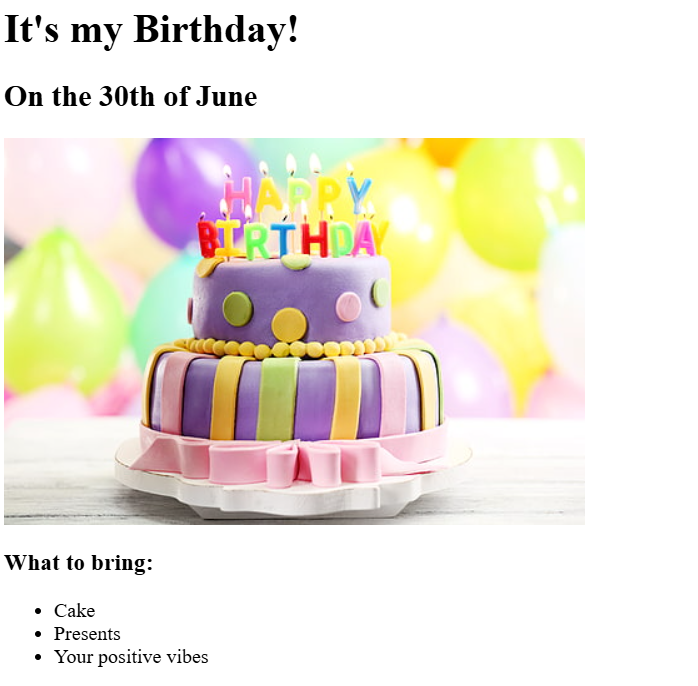 It's my Birthday!
On the 30th of June
HAPPY
BIRTHDAY
What to bring:
Cake
Presents
Your positive vibes